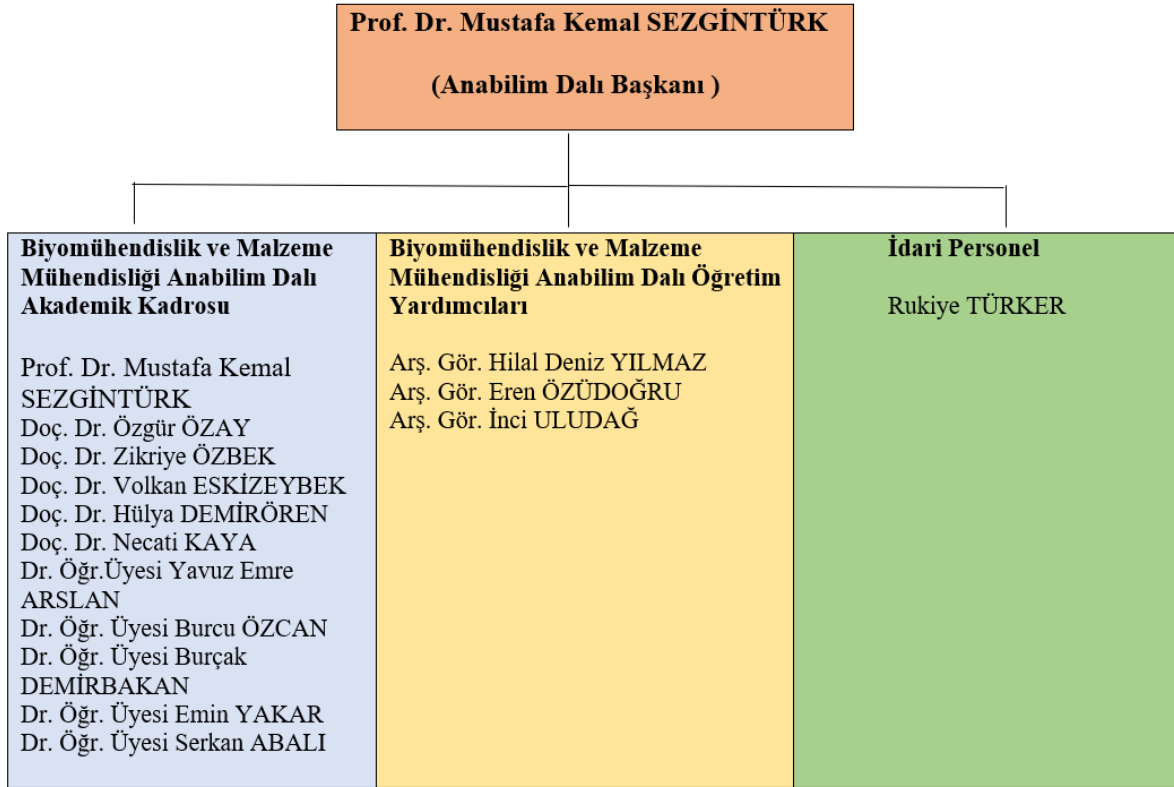 Prof. Dr. Mustafa Kemal SEZGİNTÜRK
(Anabilim Dalı Başkanı )
Biyomühendislik ve Malzeme
Mühendisliği Anabilim Dalı
Akademik Kadrosu
Prof. Dr. Mustafa Kemal
SEZGİNTÜRK
Doç. Dr. Özgür ÖZAY
Doç. Dr. Zikriye ÖZBEK
Doç. Dr. Volkan ESKİZEYBEK
Doç. Dr. Hülya DEMİRÖREN
Doç. Dr. Necati KAYA
Dr. Öğr.Üyesi Yavuz Emre
ARSLAN
Dr. Öğr. Üyesi Burcu ÖZCAN
Dr. Öğr. Üyesi Burçak
DEMİRBAKAN
Dr. Öğr. Üyesi Emin YAKAR
Dr. Öğr. Üyesi Serkan ABALI
Biyomühendislik ve Malzeme
Mühendisliği Anabilim Dalı Öğretim
Yardımcıları
Arş. Gör. Hilal Deniz YILMAZ
Arş. Gör. Eren ÖZÜDOĞRU
Arş. Gör. İnci ULUDAĞ
İdari Personel
Rukiye TÜRKER